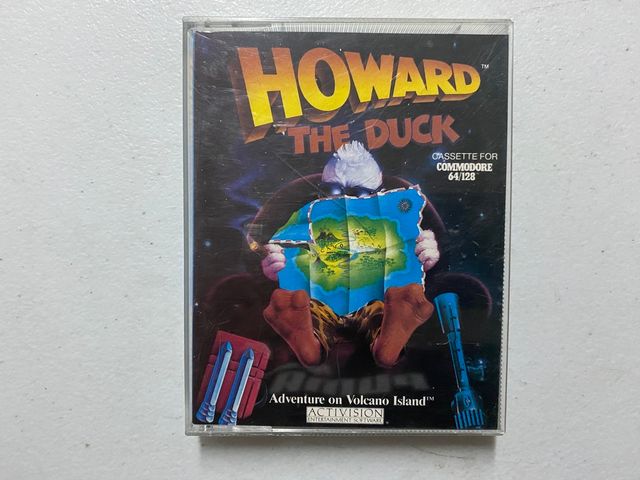 HOWARD™
THE DUCK
CASSETTE FOR
COMMODORE
64/128
Adventure on Volcano Island™
ACTIVISION
ENTERTAINMENT SOFTWARE